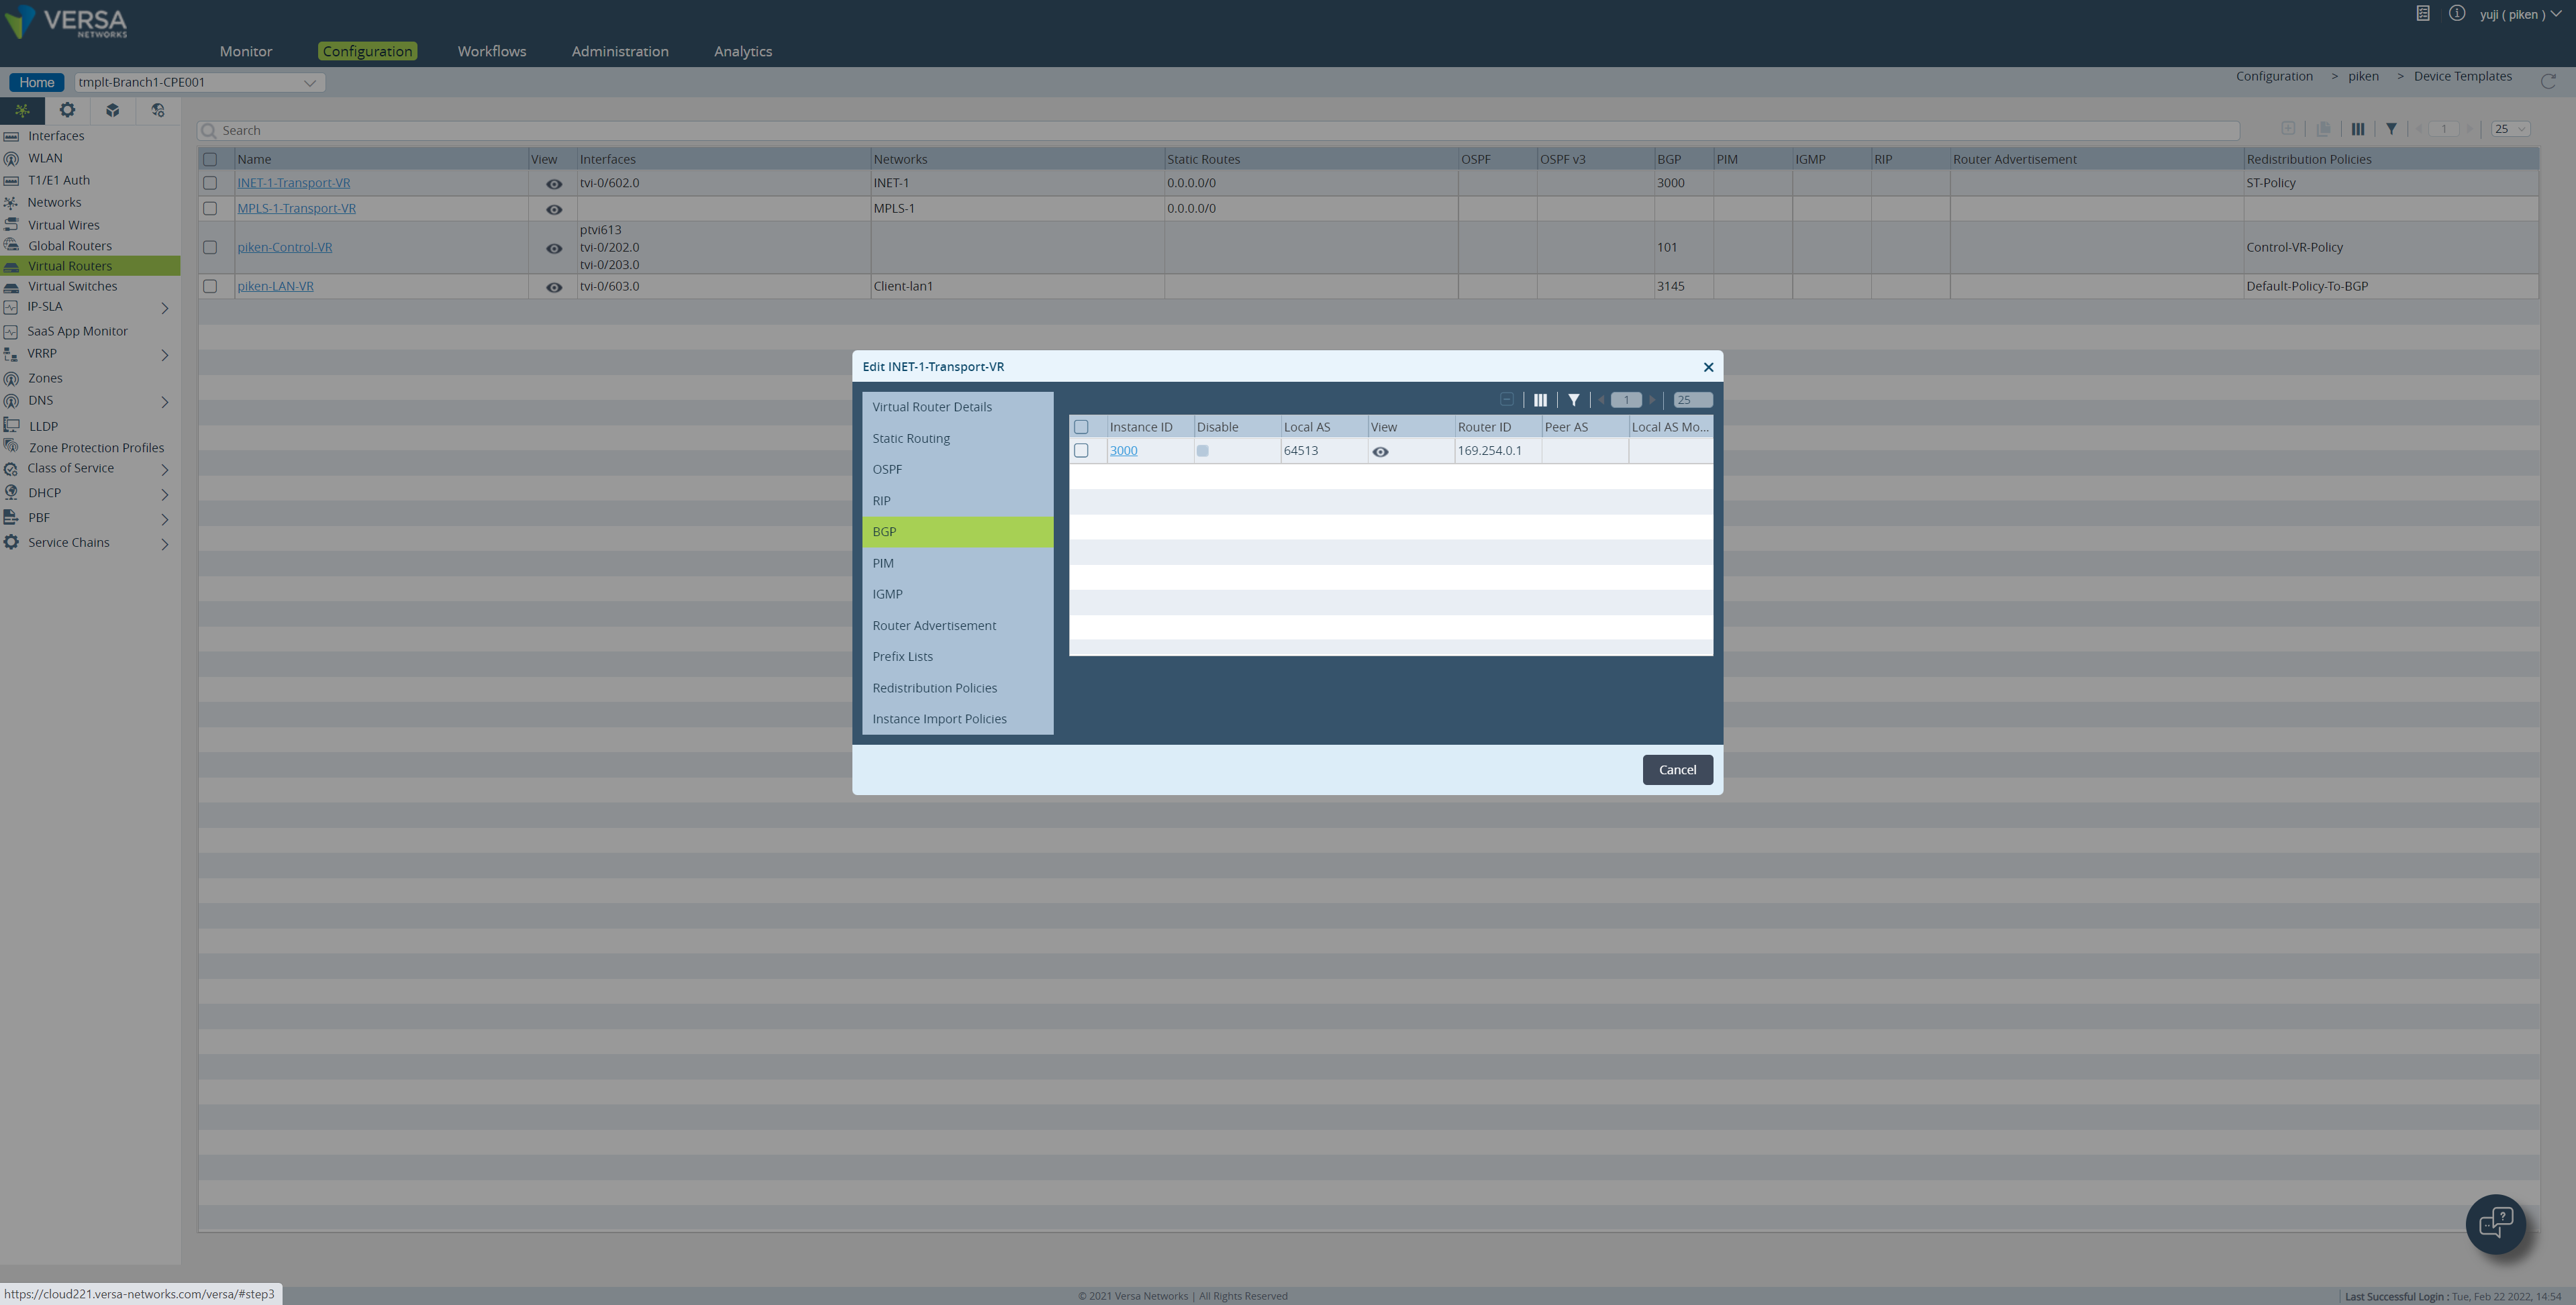 VERSA
NETWORKS
yuji ( piken )
Monitor Configuration Workflows Administration Analytics
Home tmplt-Branch1-CPE001
Configuration > piken > Device Templates
Interfaces
WLAN
T1/E1 Auth
Networks
Virtual Wires
Global Routers
Virtual Routers
Virtual Switches
IP-SLA
SaaS App Monitor
VRRP
Zones
DNS
LLDP
Zone Protection Profiles
Class of Service
DHCP
PBF
Service Chains
Search
1 25
Name View Interfaces Networks Static Routes OSPF OSPF v3 BGP PIM IGMP RIP Router Advertisement Redistribution Policies
INET-1-Transport-VR tvi-0/602.0 INET-1 0.0.0.0/0 3000 ST-Policy
MPLS-1-Transport-VR MPLS-1 0.0.0.0/0
ptvi613
piken-Control-VR tvi-0/202.0 101 Control-VR-Policy
tvi-0/203.0
piken-LAN-VR tvi-0/603.0 Client-lan1 3145 Default-Policy-To-BGP
Edit INET-1-Transport-VR
Virtual Router Details
Static Routing
OSPF
RIP
BGP
PIM
IGMP
Router Advertisement
Prefix Lists
Redistribution Policies
Instance Import Policies
1 25
Instance ID Disable Local AS View Router ID Peer AS Local AS Mo...
3000 64513 169.254.0.1
Cancel
https://cloud221.versa-networks.com/versa/#step3
© 2021 Versa Networks | All Rights Reserved
Last Successful Login : Tue, Feb 22 2022, 14:54